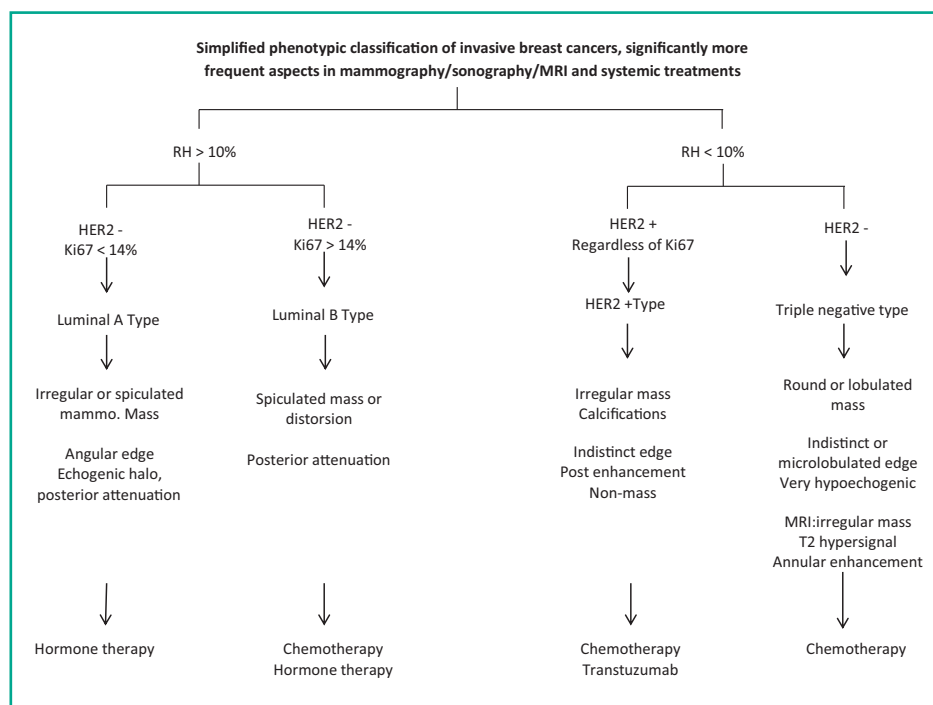 Simplified phenotypic classification of invasive breast cancers, significantly more
frequent aspects in mammography/sonography/MRI and systemic treatments
RH > 10%
RH < 10%
HER2 -
Ki67 < 14%
HER2 -
Ki67 > 14%
HER2 +
Regardless of Ki67
HER2 -
Luminal A Type
Luminal B Type
HER2 +Type
Triple negative type
Irregular or spiculated
mammo. Mass
Angular edge
Echogenic halo,
posterior attenuation
Spiculated mass or
distorsion
Posterior attenuation
Irregular mass
Calcifications
Indistinct edge
Post enhancement
Non-mass
Round or lobulated
mass
Indistinct or
microlobulated edge
Very hypoechogenic
MRI:irregular mass
T2 hypersignal
Annular enhancement
Hormone therapy
Chemotherapy
Hormone therapy
Chemotherapy
Transtuzumab
Chemotherapy